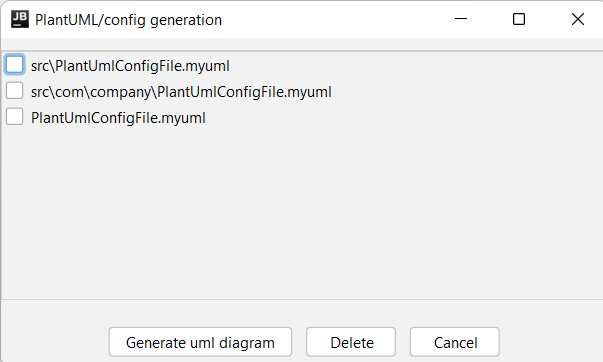 JB PlantUML/config generation
src\PlantUmlConfigFile.myuml
src\com\company\PlantUmlConfigFile.myuml
PlantUmlConfigFile.myuml
Generate uml diagram Delete Cancel